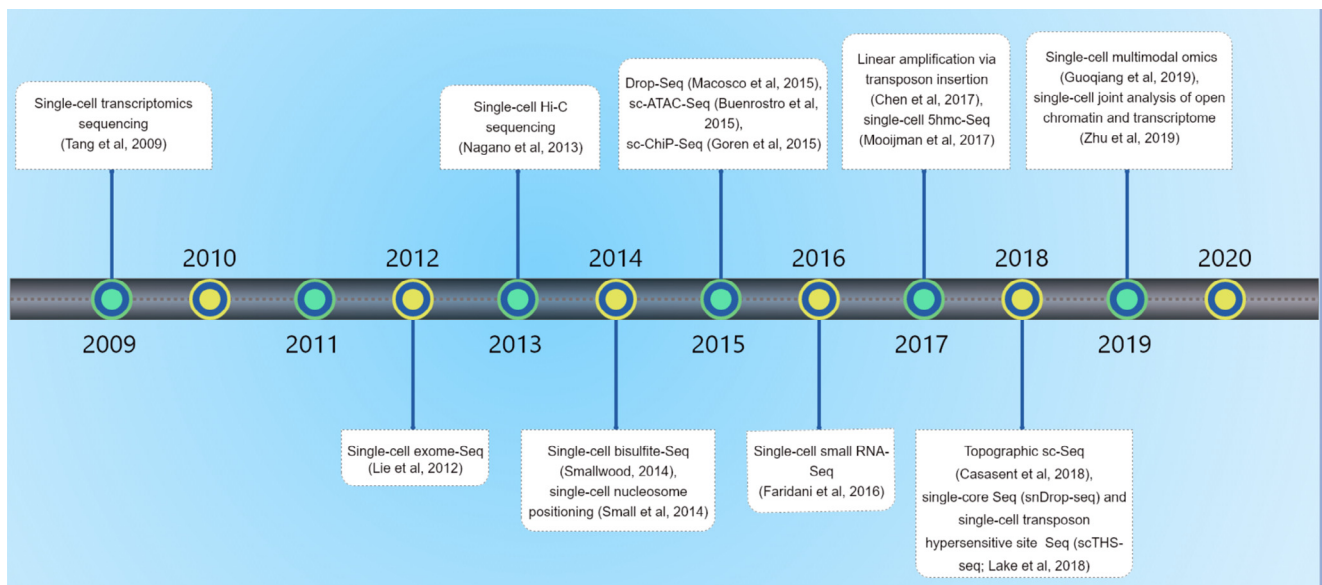 Single-cell transcriptomics
sequencing
(Tang et al, 2009)
Single-cell Hi-C
sequencing
(Nagano et al, 2013)
Drop-Seq (Macosco et al, 2015),
sc-ATAC-Seq (Buenrostro et al,
2015),
sc-ChiP-Seq (Goren et al, 2015)
Linear amplification via
transposon insertion
(Chen et al, 2017),
single-cell 5hmc-Seq
(Mooijman et al, 2017)
Single-cell multimodal omics
(Guoqiang et al, 2019),
single-cell joint analysis of open
chromatin and transcriptome
(Zhu et al, 2019)
2010
2012
2014
2016
2018
2020
2009
2011
2013
2015
2017
2019
Single-cell exome-Seq
(Lie et al, 2012)
Single-cell bisulfite-Seq
(Smallwood, 2014),
single-cell nucleosome
positioning (Small et al, 2014)
Single-cell small RNA-
Seq
(Faridani et al, 2016)
Topographic sc-Seq
(Casasent et al, 2018),
single-core Seq (snDrop-seq) and
single-cell transposon
hypersensitive site Seq (scTHS-
seq; Lake et al, 2018)